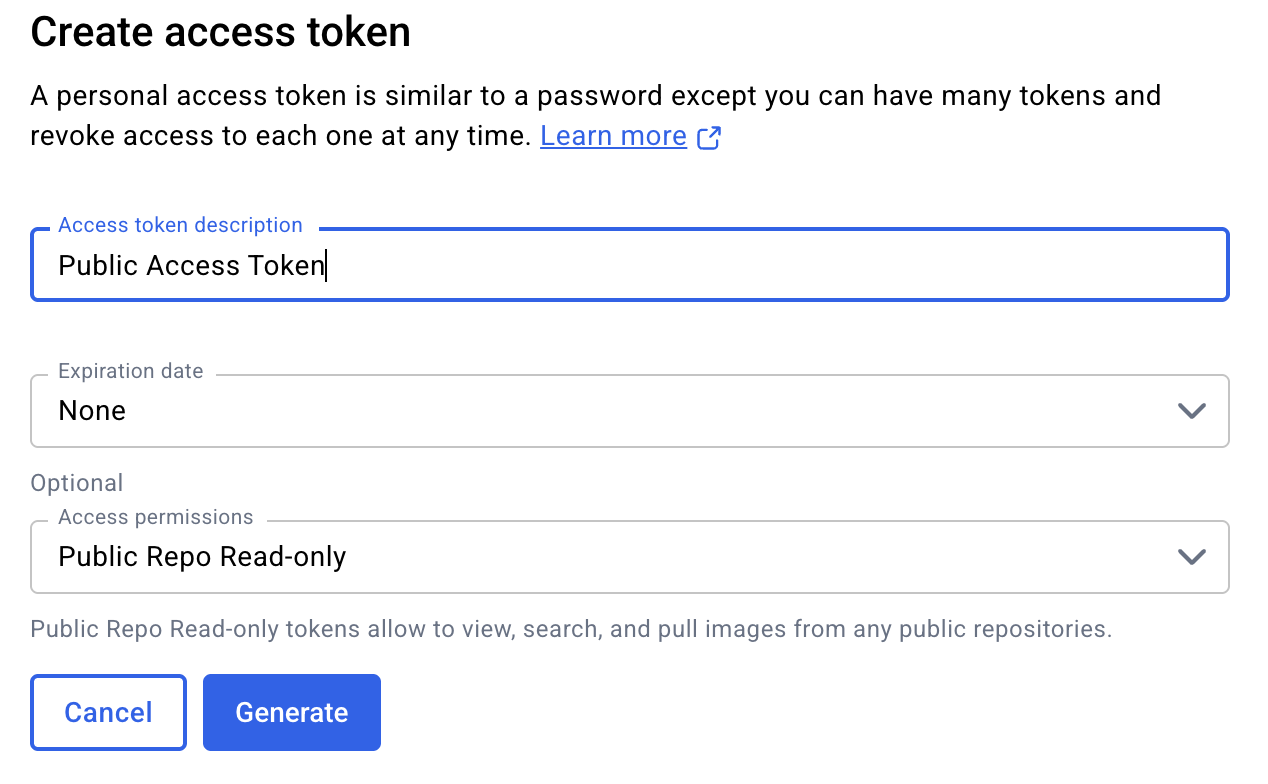 Create access token
A personal access token is similar to a password except you can have many tokens and
revoke access to each one at any time. Learn more
Access token description
Public Access Token
Expiration date
None
Optional
Access permissions
Public Repo Read-only
Public Repo Read-only tokens allow to view, search, and pull images from any public repositories.
Cancel Generate